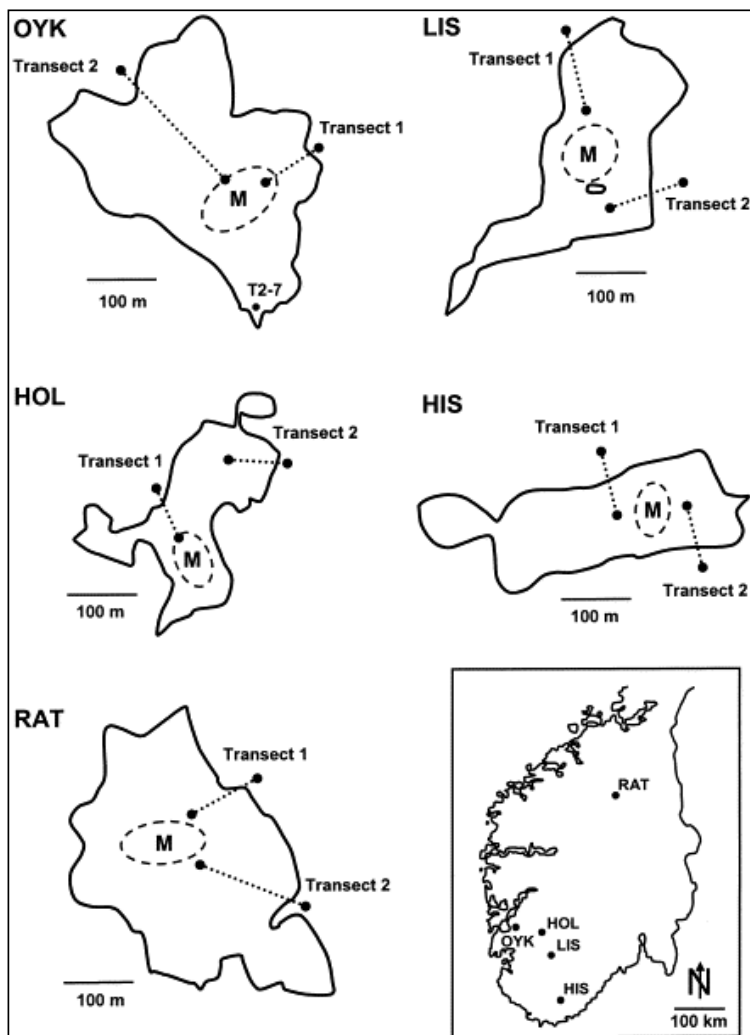 OYK
Transect 2
Transect 1
M
100 m
T2-7
LIS
Transect 1
M
Transect 2
100 m
HOL
Transect 1
Transect 2
M
100 m
HIS
Transect 1
M
Transect 2
100 m
RAT
Transect 1
M
Transect 2
100 m
RAT
HOL
OYK
LIS
HIS
N
100 km